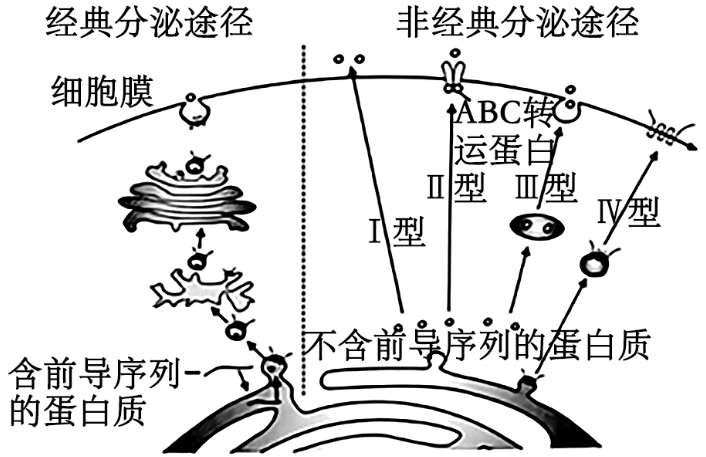 经典分泌途径
非经典分泌途径
细胞膜
ABC转
运蛋白
Ⅰ型
Ⅱ型
Ⅲ型
Ⅳ型
不含前导序列的蛋白质
含前导序列
的蛋白质